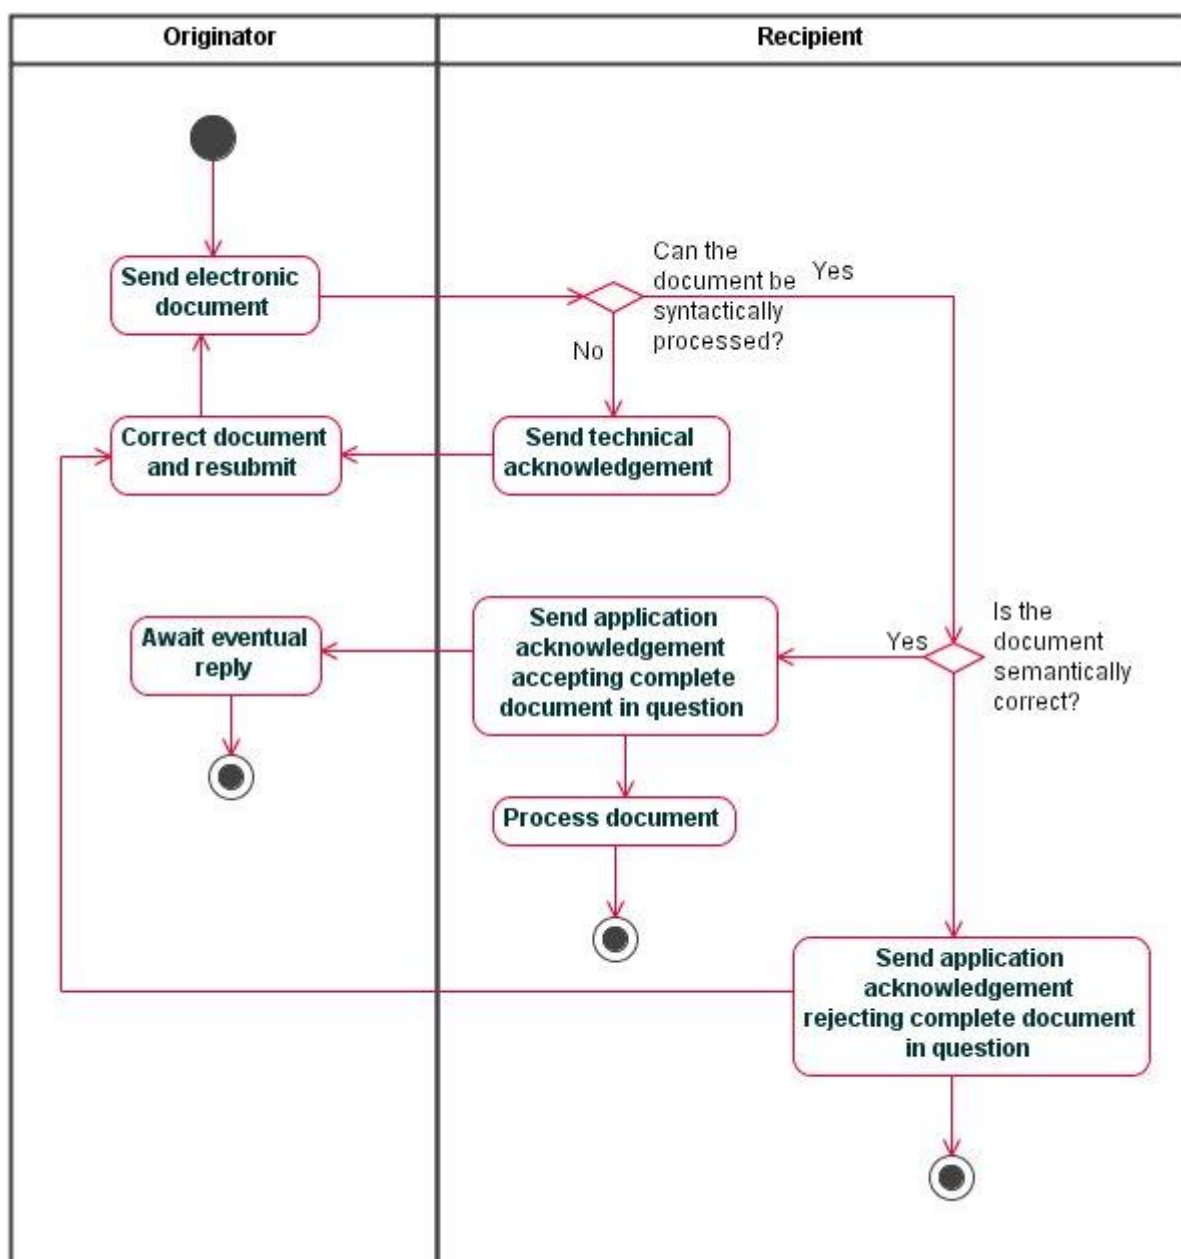 Originator
Recipient
Send electronic
document
Can the
document be
syntactically
processed?
Yes
No
Correct document
and resubmit
Send technical
acknowledgement
Await eventual
reply
Send application
acknowledgement
accepting complete
document in question
Yes
Is the
document
semantically
correct?
Process document
Send application
acknowledgement
rejecting complete document
in question